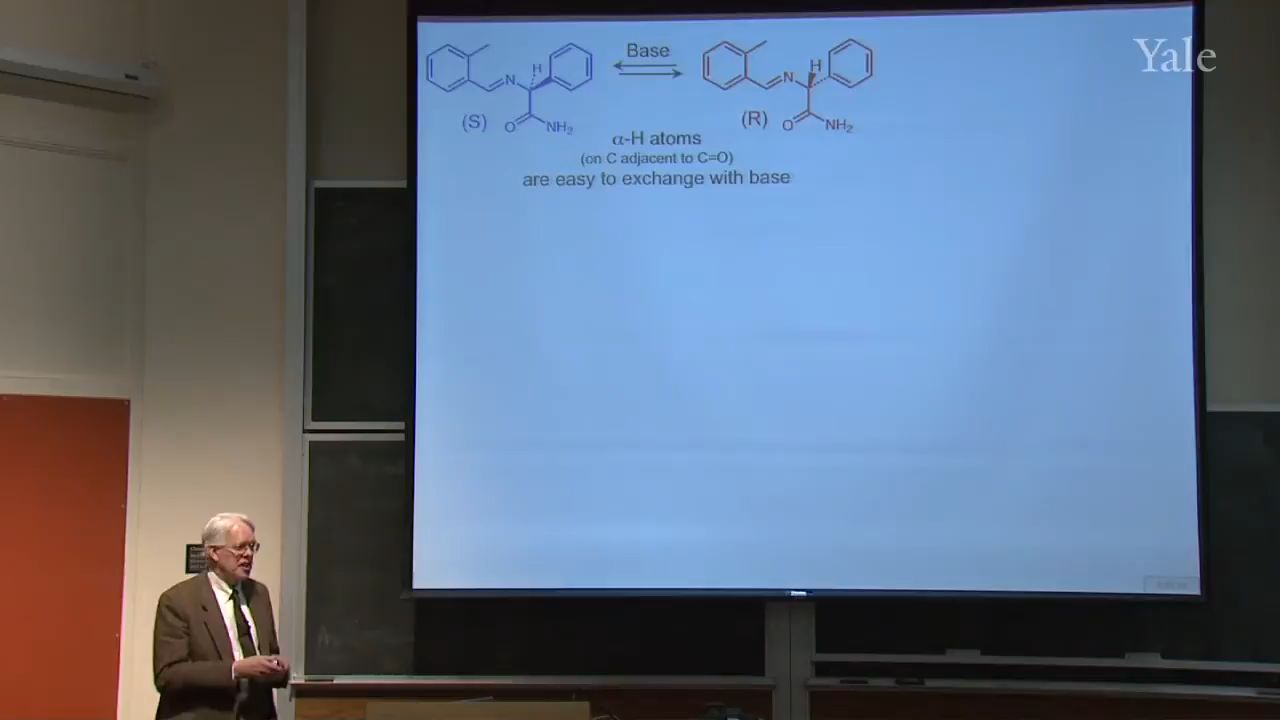 Yale
Base
H
N
(S)
O
NH₂
H
N
(R)
O
NH₂
α-H atoms
(on C adjacent to C=O)
are easy to exchange with base